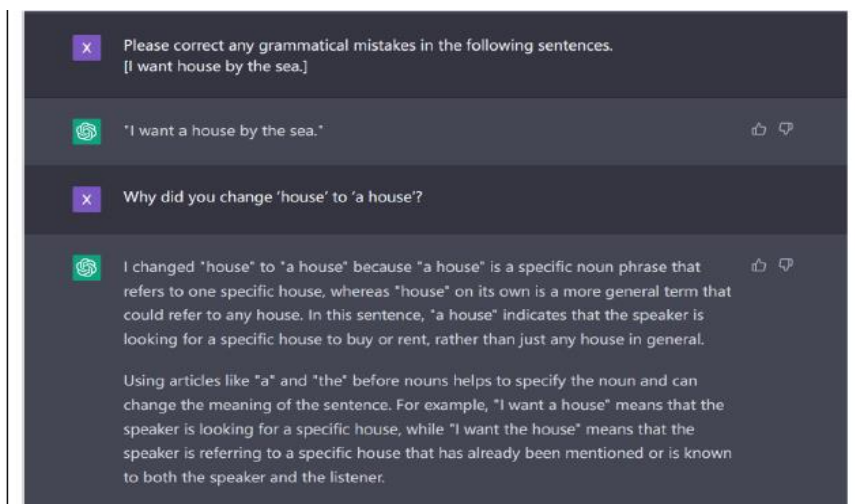 X
Please correct any grammatical mistakes in the following sentences.
[I want house by the sea.]
"I want a house by the sea."
X
Why did you change 'house' to 'a house'?
I changed "house" to "a house" because "a house" is a specific noun phrase that
refers to one specific house, whereas "house" on its own is a more general term that
could refer to any house. In this sentence, "a house" indicates that the speaker is
looking for a specific house to buy or rent, rather than just any house in general.
Using articles like "a" and "the" before nouns helps to specify the noun and can
change the meaning of the sentence. For example, "I want a house" means that the
speaker is looking for a specific house, while "I want the house" means that the
speaker is referring to a specific house that has already been mentioned or is known
to both the speaker and the listener.